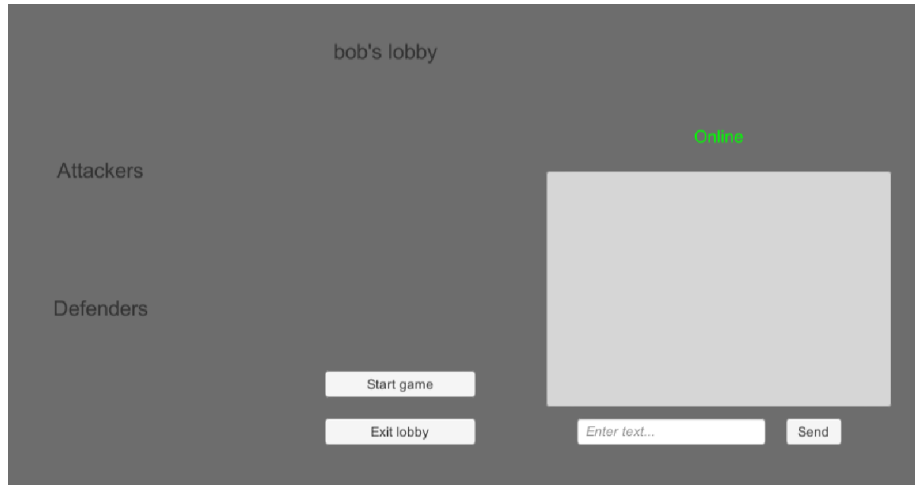 bob's lobby
Online
Attackers
Defenders
Start game
Exit lobby
Enter text...
Send